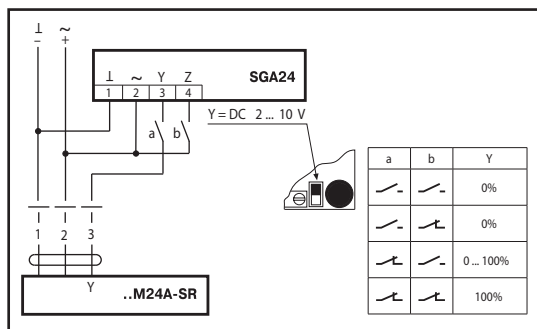 ⊥ ~
– +
SGA24
⊥ ~ Y Z
1 2 3 4
Y = DC 2 ... 10 V
a b
a b Y
0%
0%
0 ... 100%
100%
1 2 3
Y
..M24A-SR